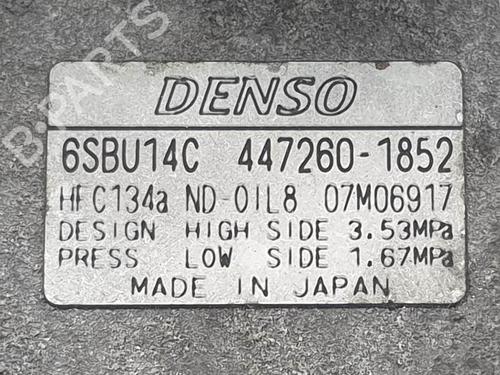 DENSO
6SBU14C 447260-1852
HFC134a ND-OIL8 07M06917
DESIGN HIGH SIDE 3.53MPa
PRESS LOW SIDE 1.67MPa
MADE IN JAPAN
B-PARTS